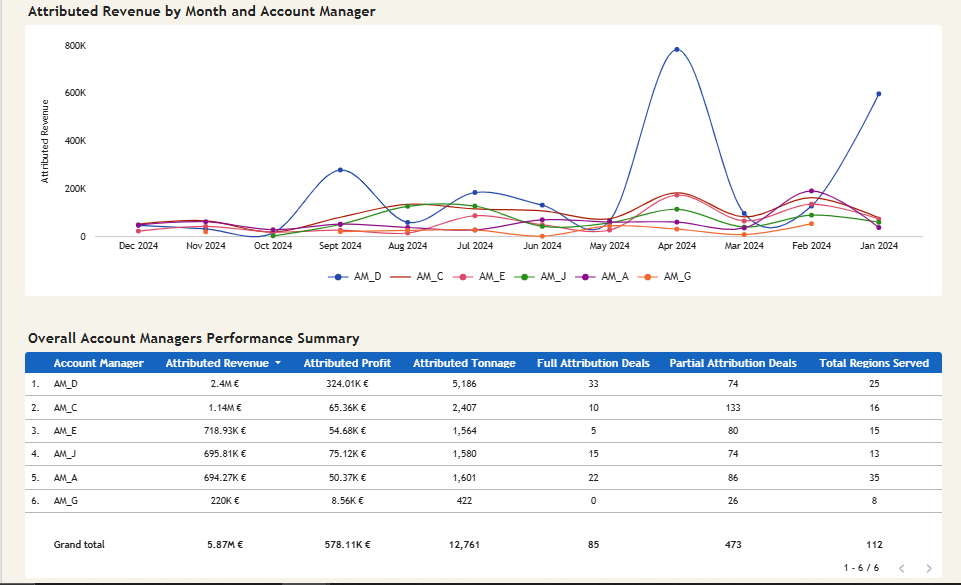 Attributed Revenue by Month and Account Manager
800K
600K
400K
200K
0
Attributed Revenue
Dec 2024 Nov 2024 Oct 2024 Sept 2024 Aug 2024 Jul 2024 Jun 2024 May 2024 Apr 2024 Mar 2024 Feb 2024 Jan 2024
AM_D AM_C AM_E AM_J AM_A AM_G
Overall Account Managers Performance Summary
Account Manager Attributed Revenue Attributed Profit Attributed Tonnage Full Attribution Deals Partial Attribution Deals Total Regions Served
1. AM_D 2.4M € 324.01K € 5,186 33 74 25
2. AM_C 1.14M € 65.36K € 2,407 10 133 16
3. AM_E 718.93K € 54.68K € 1,564 5 80 15
4. AM_J 695.81K € 75.12K € 1,580 15 74 13
5. AM_A 694.27K € 50.37K € 1,601 22 86 35
6. AM_G 220K € 8.56K € 422 0 26 8
Grand total 5.87M € 578.11K € 12,761 85 473 112
1 - 6 / 6